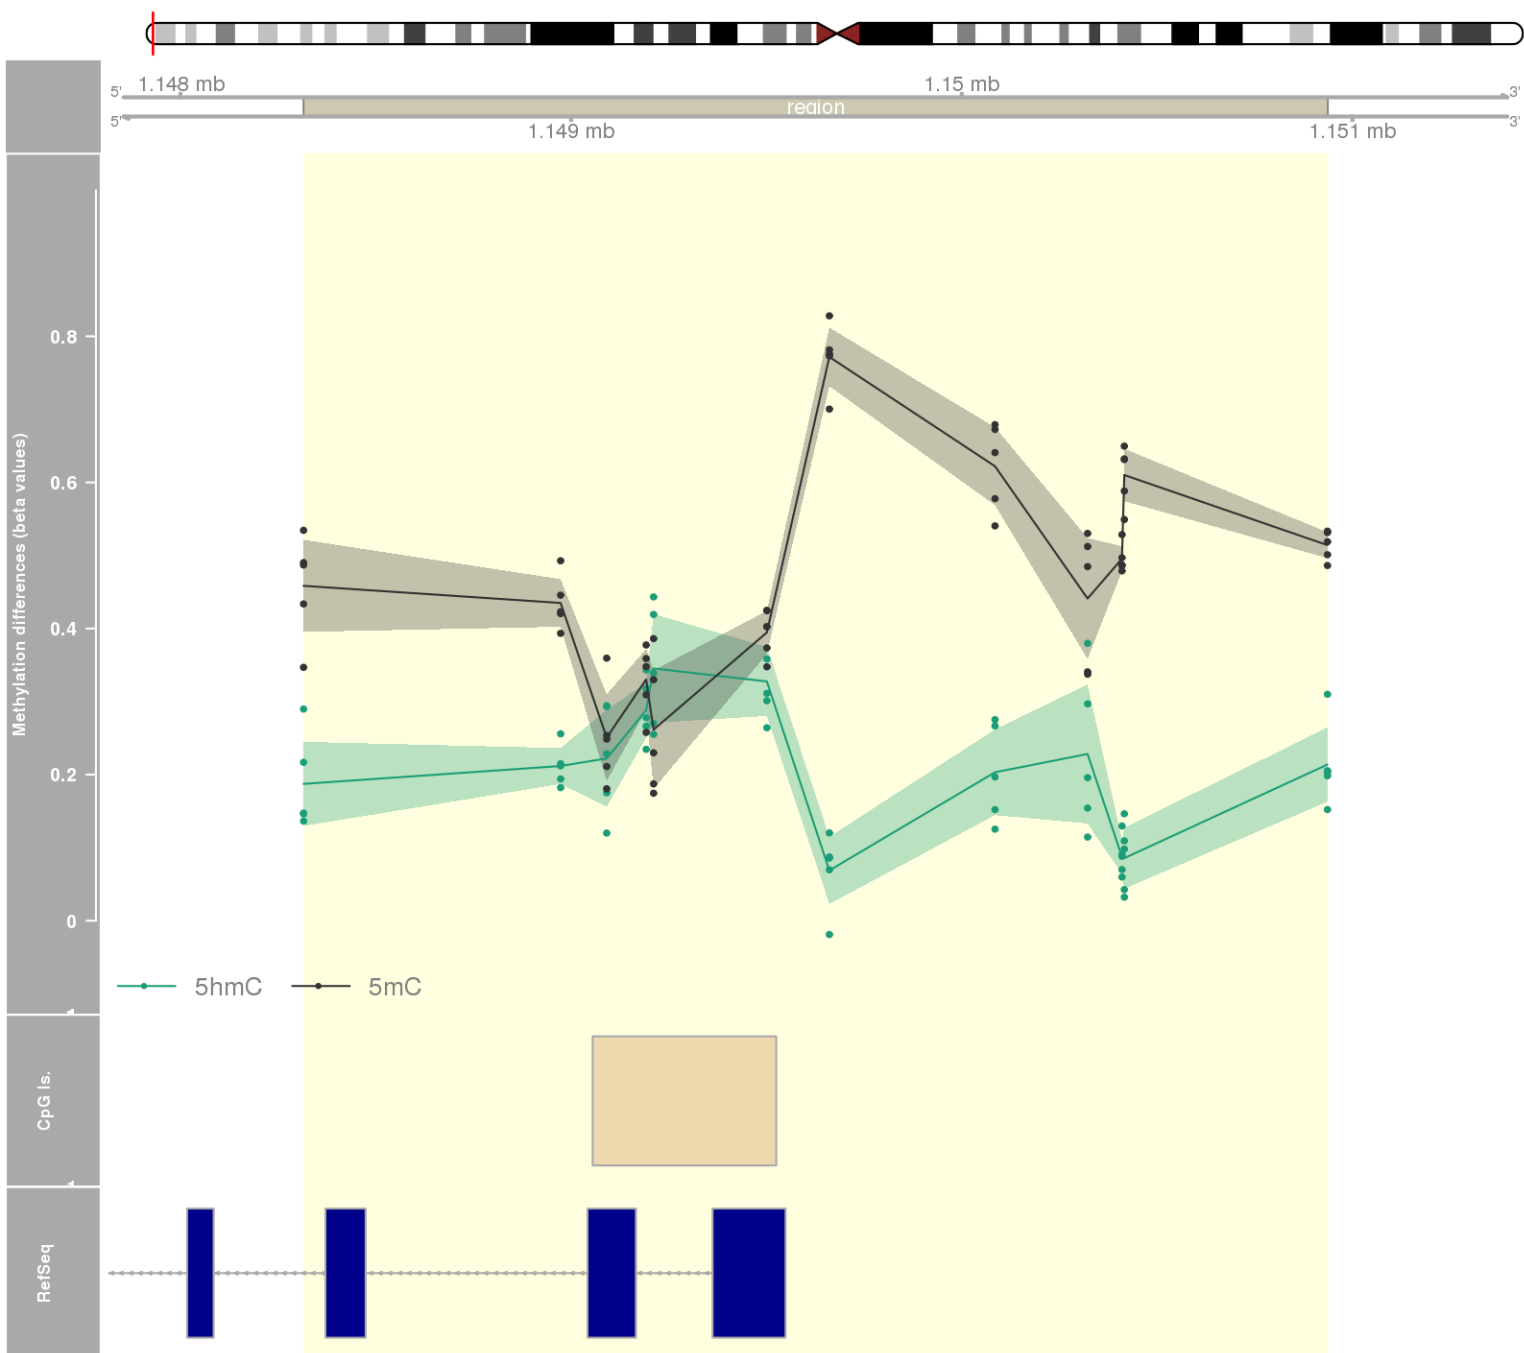 1.148 mb
1.15 mb
5'
3'
region
5'
3'
1.149 mb
1.151 mb
Methylation differences (beta values)
0.8
0.6
0.4
0.2
0
5hmC
5mC
CpG Is.
RefSeq